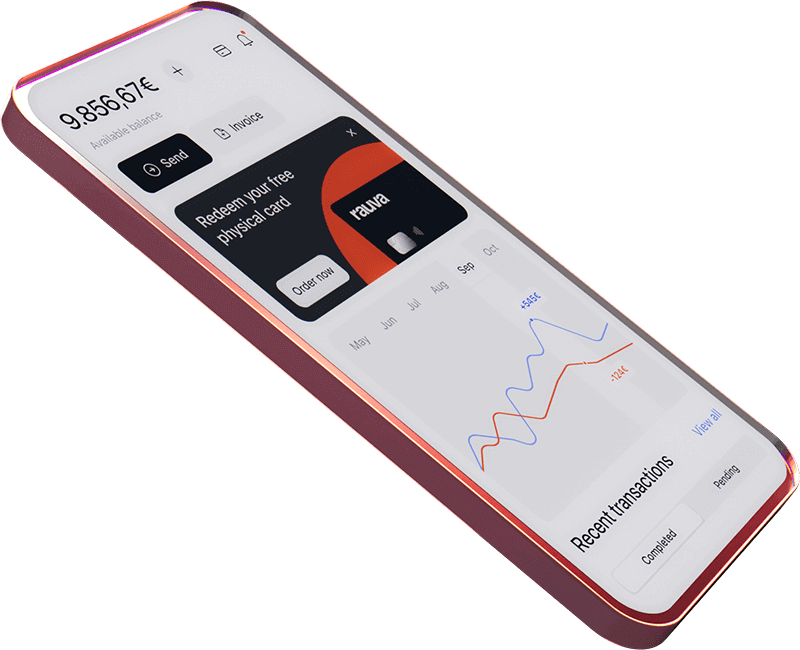 9.856,67€
Available balance
Send
Invoice
Redeem your free
physical card
Order now
rauva
May Jun Jul Aug Sep Oct
+545€
-124€
Recent transactions
View all
Completed
Pending